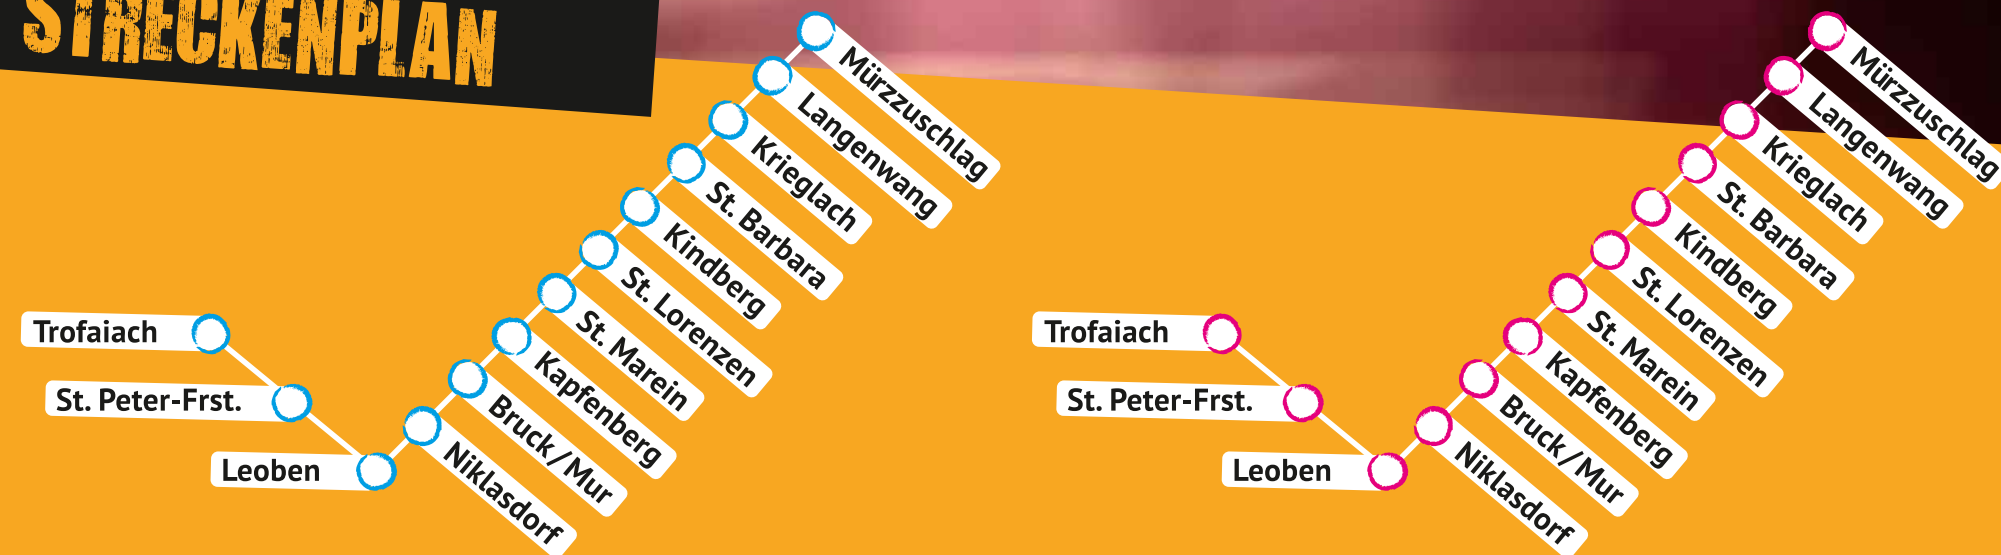 STRECKENPLAN
Mürzzuschlag
Langenwang
Krieglach
St. Barbara
Kindberg
St. Lorenzen
St. Marein
Kapfenberg
Bruck/Mur
Niklasdorf
Trofaiach
St. Peter-Frst.
Leoben
Mürzzuschlag
Langenwang
Krieglach
St. Barbara
Kindberg
St. Lorenzen
St. Marein
Kapfenberg
Bruck/Mur
Niklasdorf
Trofaiach
St. Peter-Frst.
Leoben